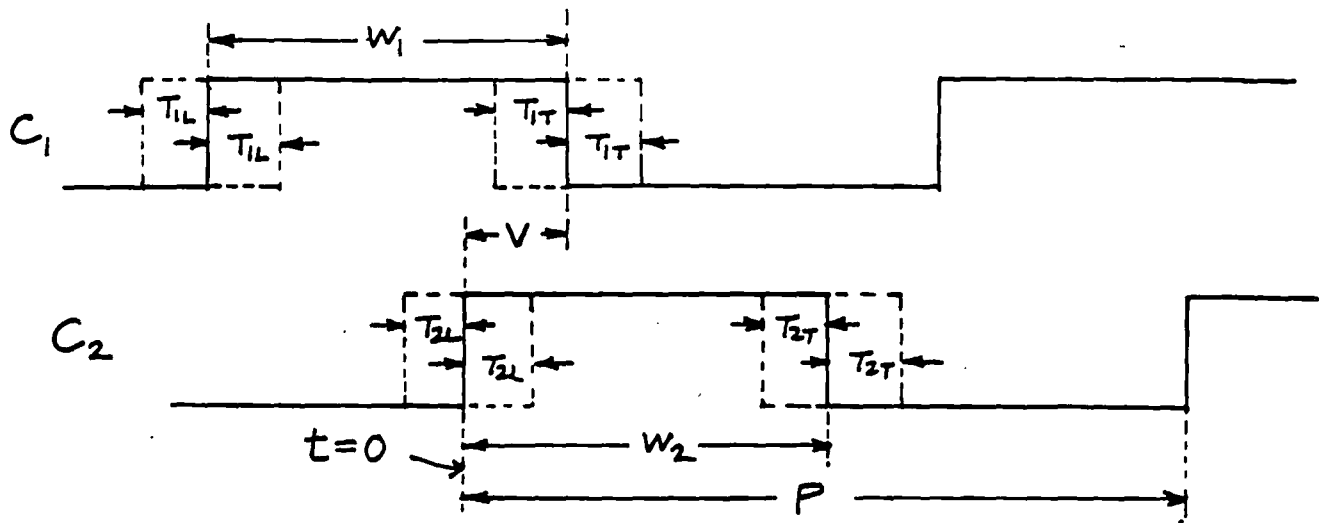 W₁
T₁L T₁T
T₁L T₁T
C₁
V
T₂L T₂T
T₂L T₂T
C₂
t=0
W₂
P